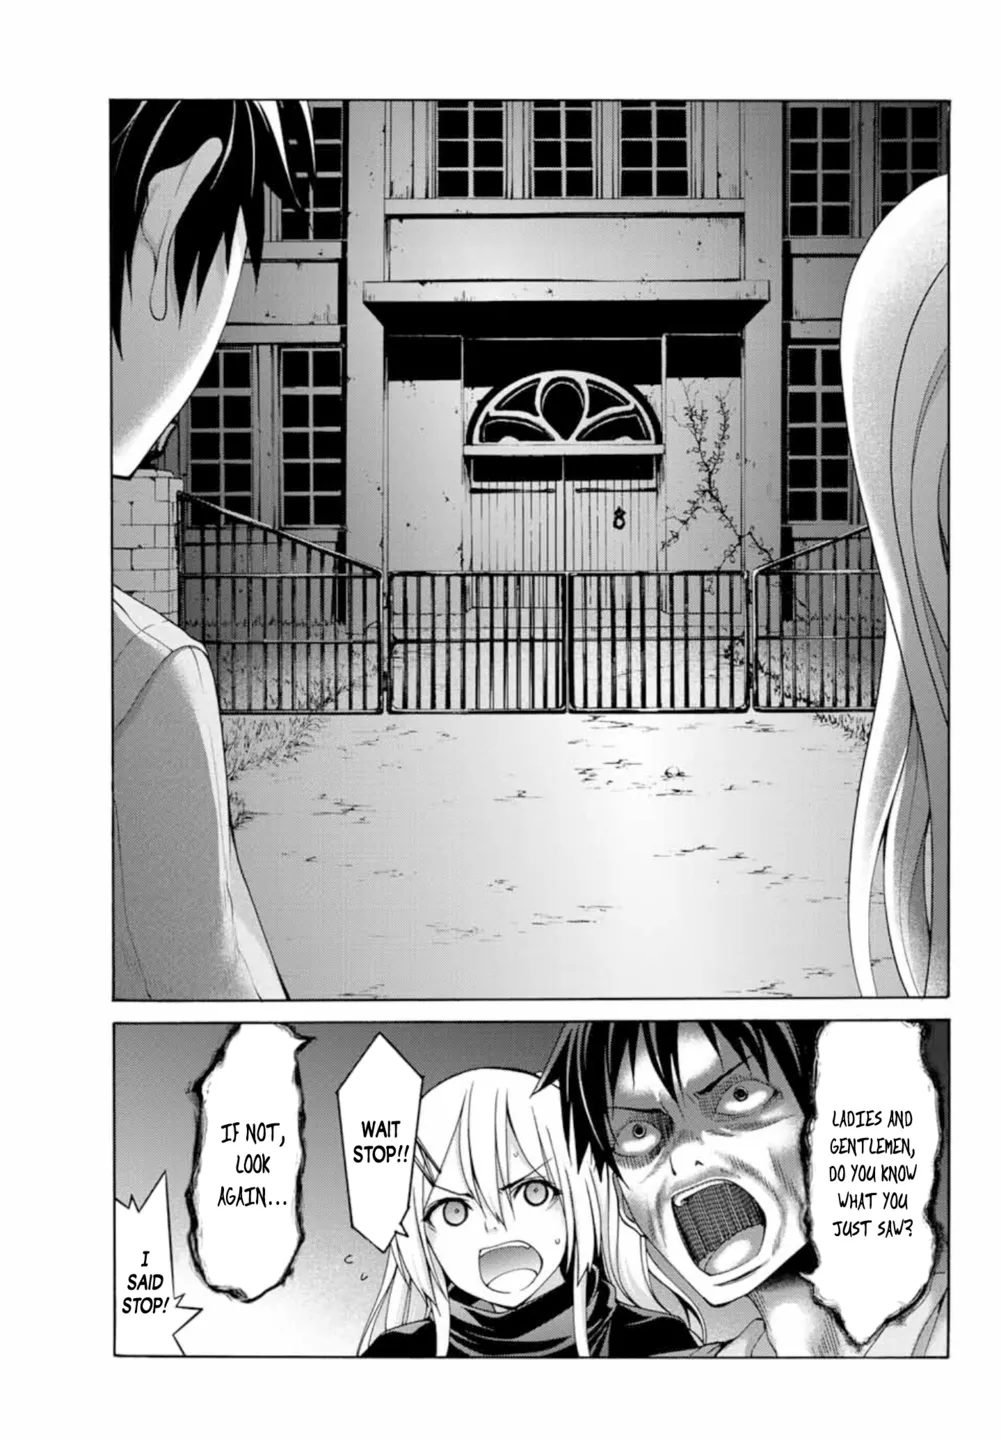 LADIES AND
GENTLEMEN,
DO YOU KNOW
WHAT YOU
JUST SAW?
WAIT
STOP!!
IF NOT,
LOOK
AGAIN...
I
SAID
STOP!